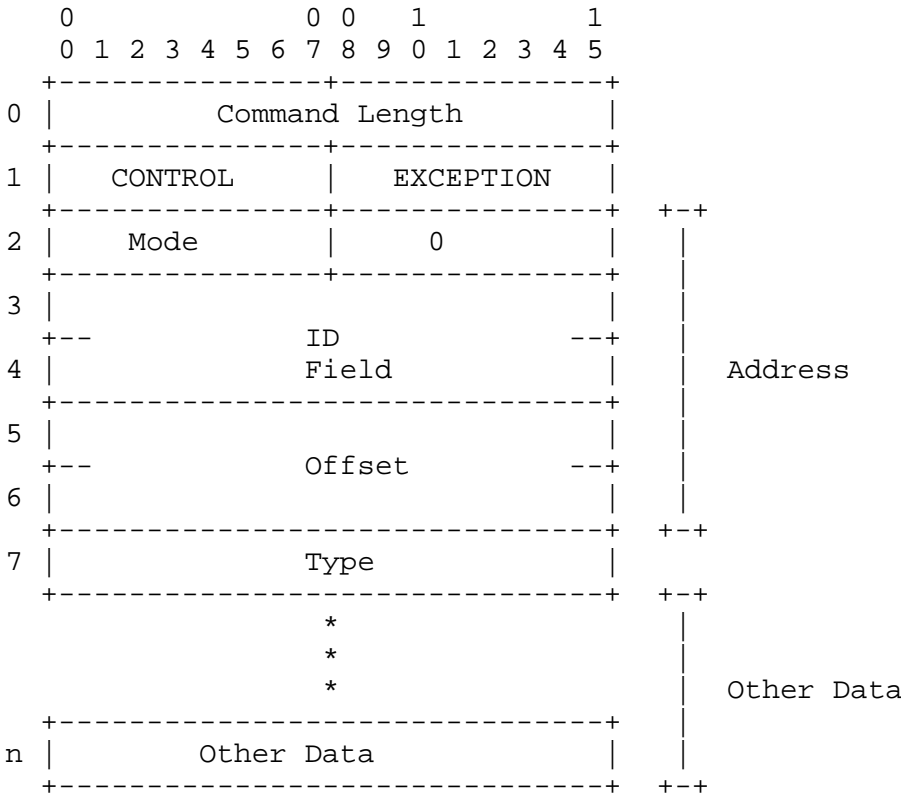 0 0 0 1 1
0 1 2 3 4 5 6 7 8 9 0 1 2 3 4 5
+---------------+---------------+
0 | Command Length |
+---------------+---------------+
1 | CONTROL | EXCEPTION |
+---------------+---------------+ +-+
2 | Mode | 0 | |
+---------------+---------------+ |
3 | | |
+-- ID --+ |
4 | Field | | Address
+-------------------------------+ |
5 | | |
+-- Offset --+ |
6 | | |
+-------------------------------+ +-+
7 | Type |
+-------------------------------+ +-+
* |
* |
* | Other Data
+-------------------------------+ |
n | Other Data | |
+-------------------------------+ +-+